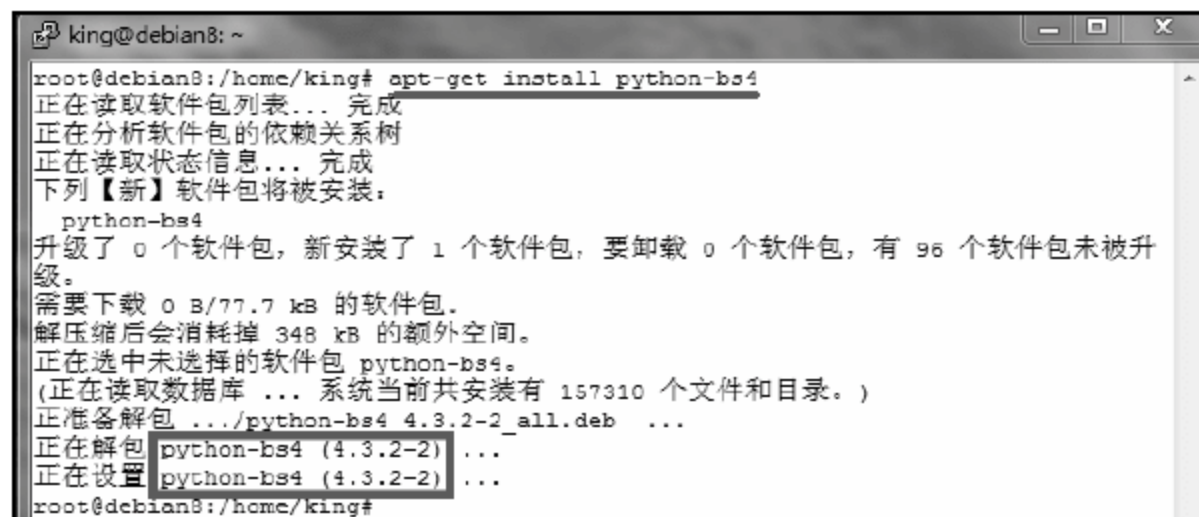 king@debian8: ~
root@debian8:/home/king# apt-get install python-bs4
正在读取软件包列表... 完成
正在分析软件包的依赖关系树
正在读取状态信息... 完成
下列【新】软件包将被安装：
python-bs4
升级了 0 个软件包，新安装了 1 个软件包，要卸载 0 个软件包，有 96 个软件包未被升
级。
需要下载 0 B/77.7 kB 的软件包。
解压缩后会消耗掉 348 kB 的额外空间。
正在选中未选择的软件包 python-bs4。
(正在读取数据库 ... 系统当前共安装有 157310 个文件和目录。)
正准备解包 .../python-bs4 4.3.2-2_all.deb ...
正在解包 python-bs4 (4.3.2-2) ...
正在设置 python-bs4 (4.3.2-2) ...
root@debian8:/home/king#